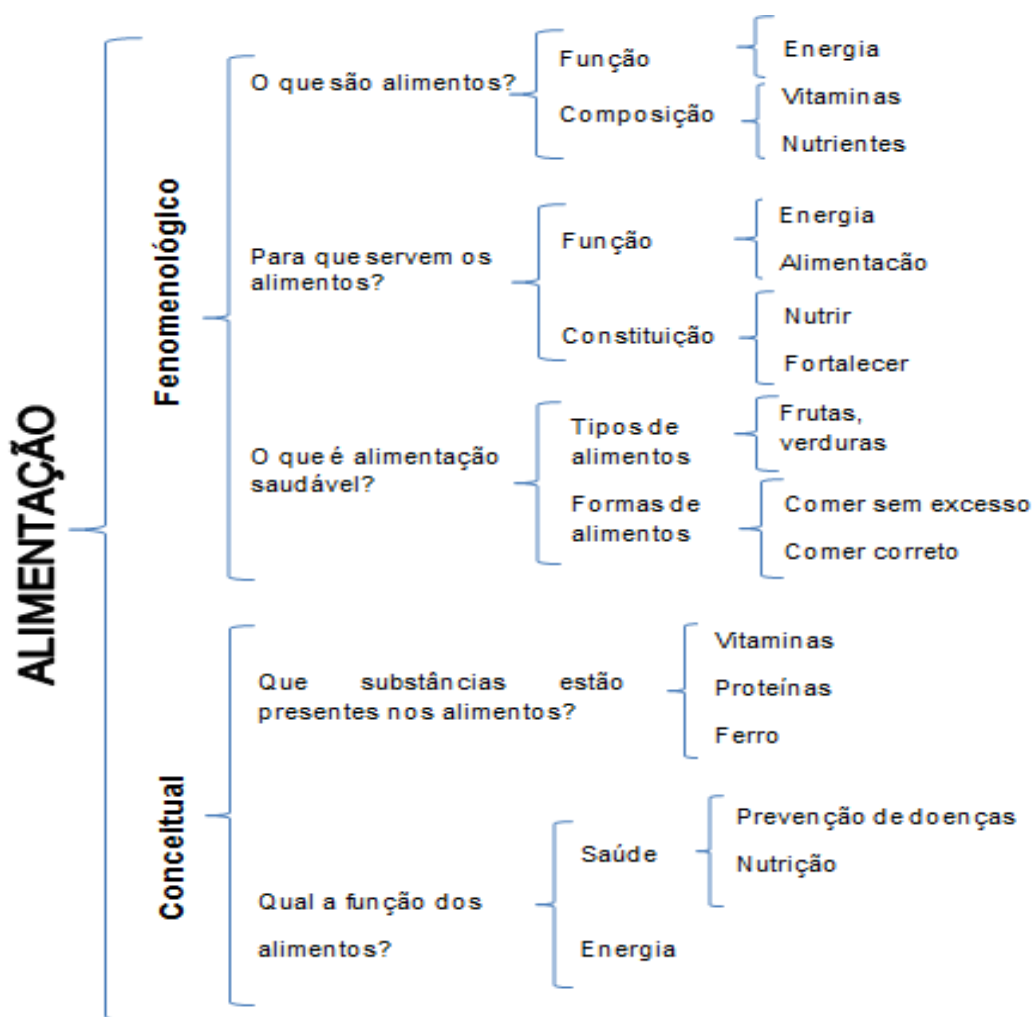 ALIMENTAÇÃO
Fenomenológico
O que são alimentos?
Função
Energia
Composição
Vitaminas
Nutrientes
Para que servem os
alimentos?
Função
Energia
Alimentacão
Constituição
Nutrir
Fortalecer
O que é alimentação
saudável?
Tipos de
alimentos
Frutas,
verduras
Formas de
alimentos
Comer sem excesso
Comer correto
Conceitual
Que substâncias estão
presentes nos alimentos?
Vitaminas
Proteínas
Ferro
Qual a função dos
alimentos?
Saúde
Prevenção de doenças
Nutrição
Energia